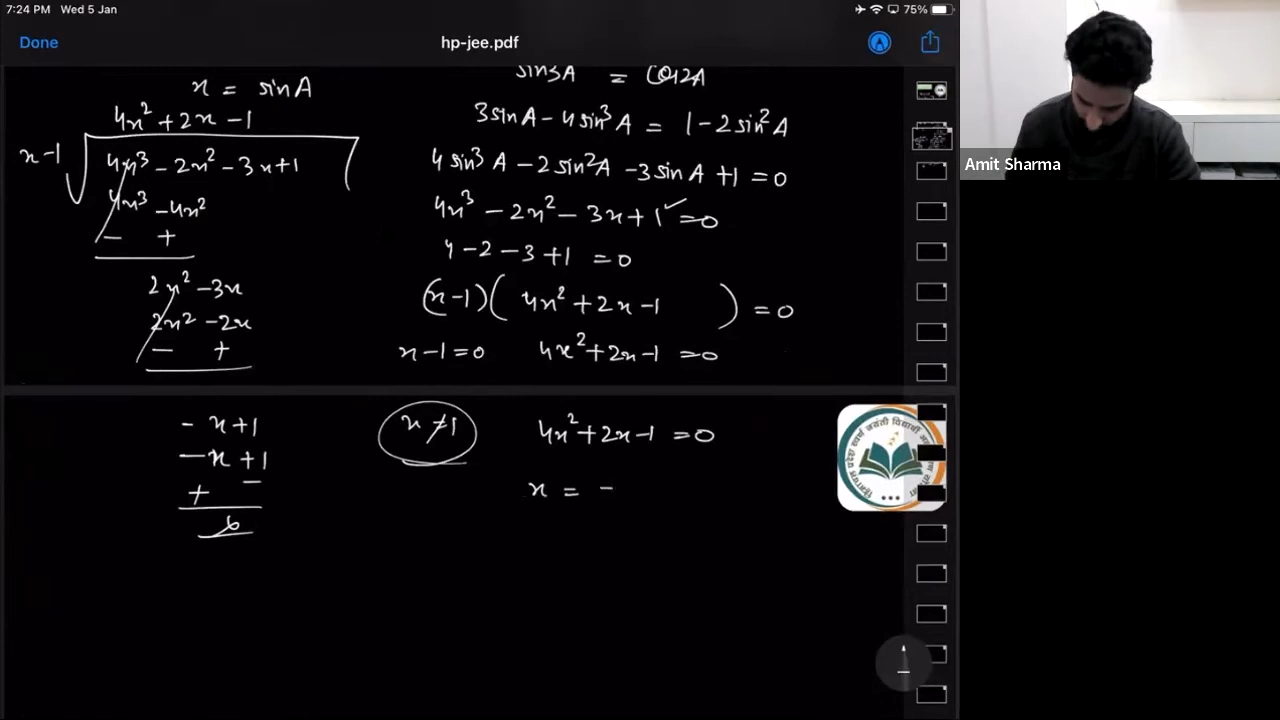 7:24 PM Wed 5 Jan
75%
Done
hp-jee.pdf
x = sinA
4x² + 2x - 1
x-1
4x³ - 2x² - 3x + 1
4x³ - 4x²
- +
2x² - 3x
2x² - 2x
- +
- x + 1
- x + 1
+ -
0
sin3A = cos2A
3sinA - 4sin³A = 1 - 2sin²A
4sin³A - 2sin²A - 3sinA + 1 = 0
4x³ - 2x² - 3x + 1 = 0
4 - 2 - 3 + 1 = 0
(x-1)( 4x² + 2x - 1 ) = 0
x - 1 = 0 4x² + 2x - 1 = 0
x ≠ 1 4x² + 2x - 1 = 0
x = -
Amit Sharma